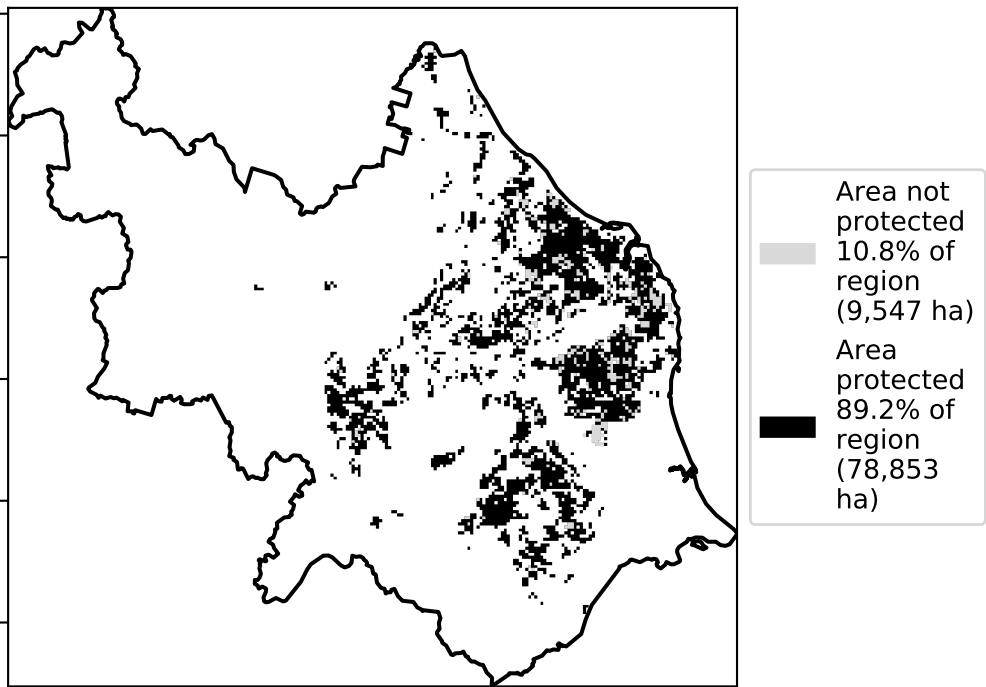 Area not
protected
10.8% of
region
(9,547 ha)
Area
protected
89.2% of
region
(78,853
ha)